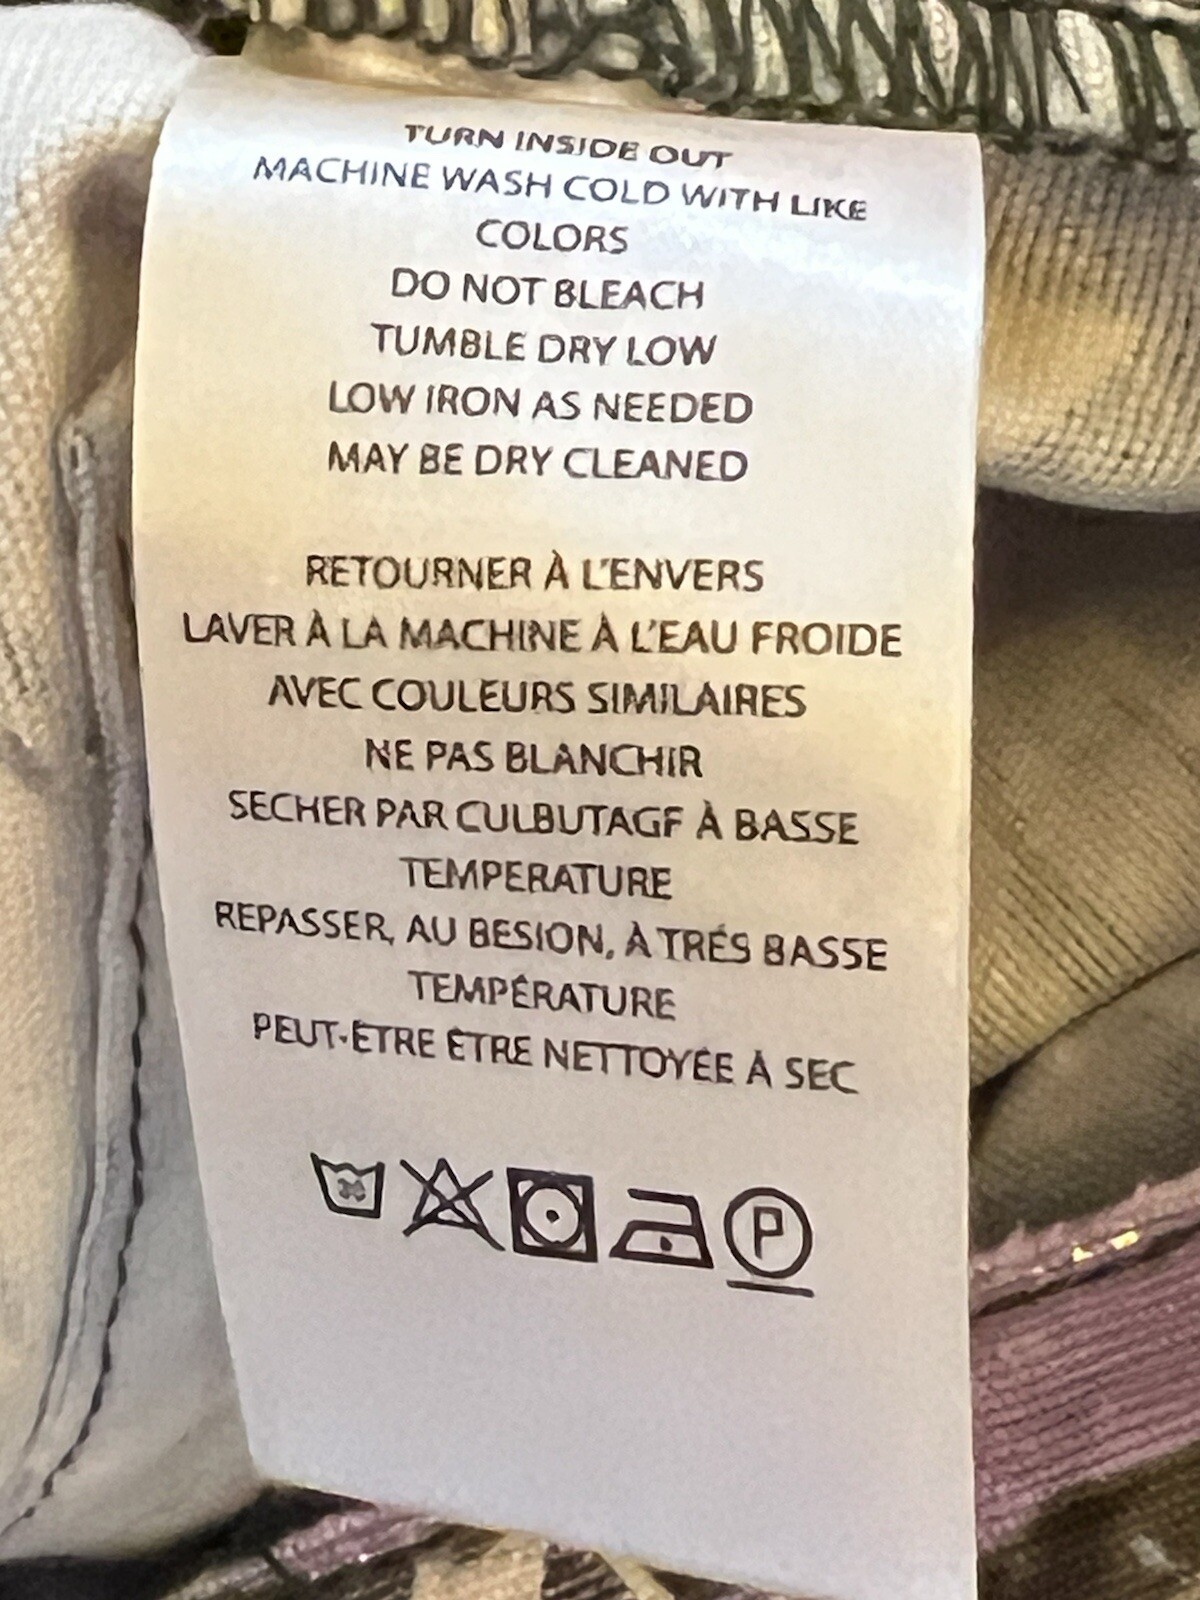 TURN INSIDE OUT
MACHINE WASH COLD WITH LIKE
COLORS
DO NOT BLEACH
TUMBLE DRY LOW
LOW IRON AS NEEDED
MAY BE DRY CLEANED
RETOURNER À L'ENVERS
LAVER À LA MACHINE À L'EAU FROIDE
AVEC COULEURS SIMILAIRES
NE PAS BLANCHIR
SECHER PAR CULBUTAGE À BASSE
TEMPERATURE
REPASSER, AU BESION, À TRÉS BASSE
TEMPÉRATURE
PEUT-ÊTRE ÊTRE NETTOYÉE À SEC
P